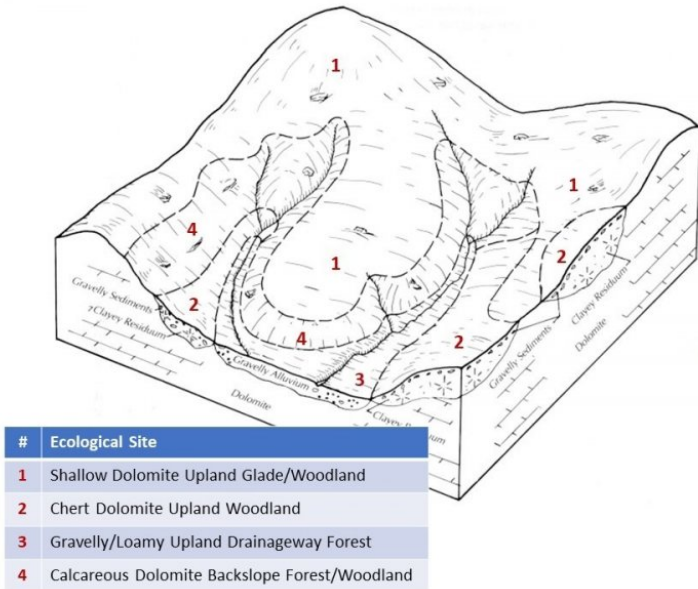 1
1
4
2
1
2
2
4
3
Gravelly Sediments
?Clayey Residuum
Gravelly Alluvium
Dolomite
Clayey
Gravelly Sediments
Clayey Residuum
Dolomite
# Ecological Site
1 Shallow Dolomite Upland Glade/Woodland
2 Chert Dolomite Upland Woodland
3 Gravelly/Loamy Upland Drainageway Forest
4 Calcareous Dolomite Backslope Forest/Woodland